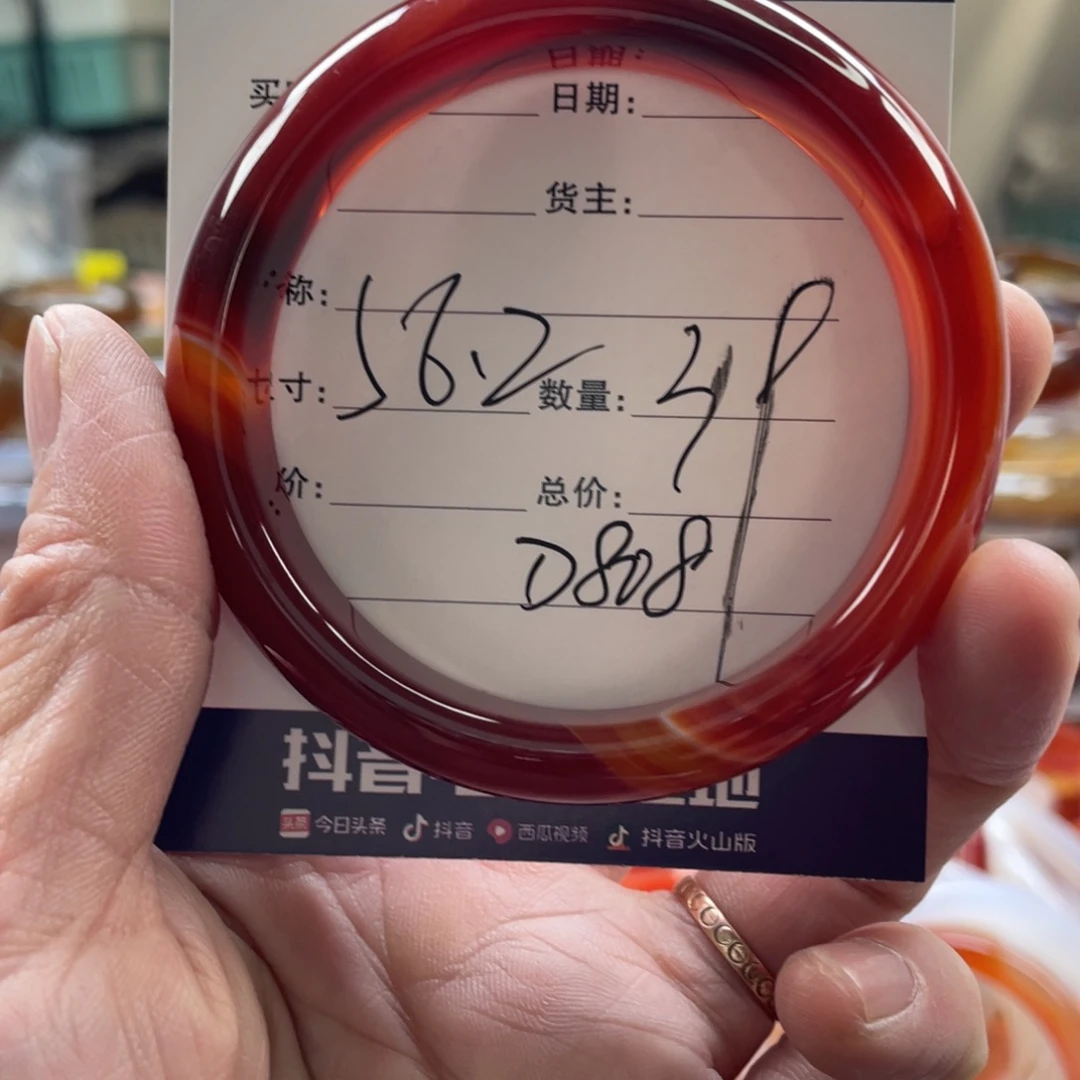 日期:
买 日期:
货主:
称: 56.2
寸: 数量:
价: 总价:
D808
抖音
头条 今日头条 抖音 西瓜视频 抖音火山版